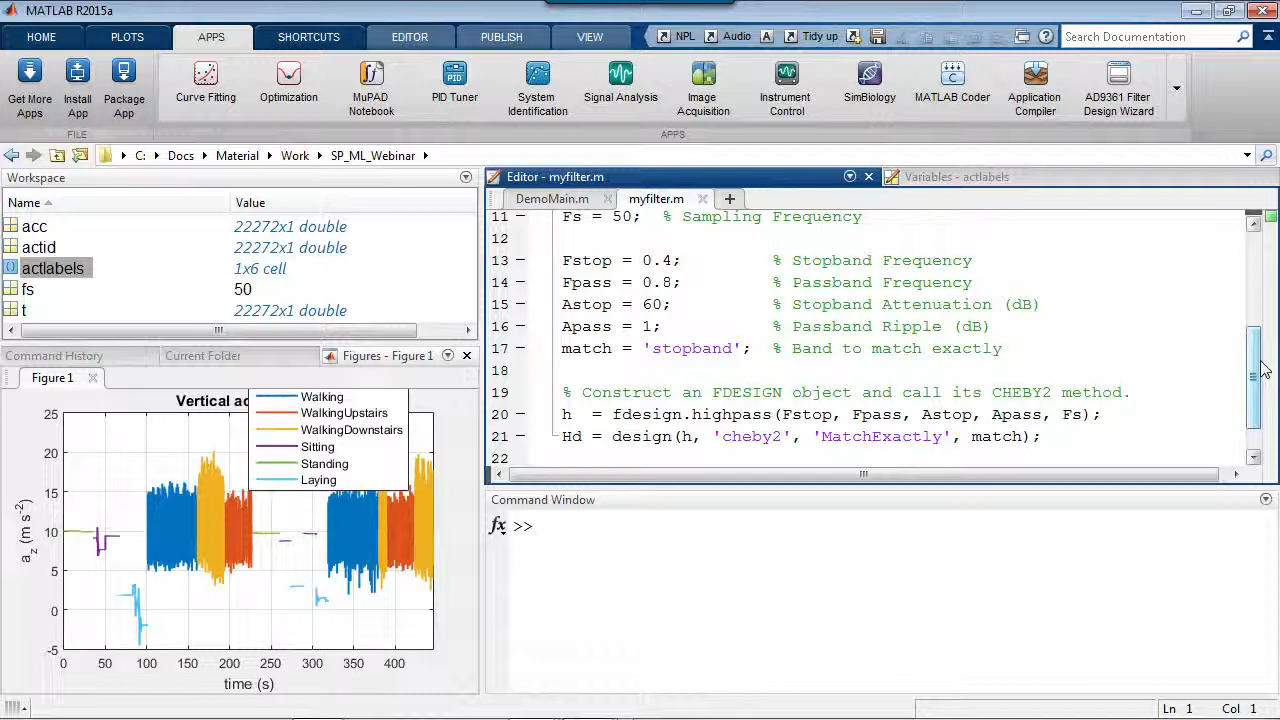 MATLAB R2015a
HOME PLOTS APPS SHORTCUTS EDITOR PUBLISH VIEW NPL Audio A Tidy up Search Documentation
Get More Apps
Install App
Package App
Curve Fitting
Optimization
MuPAD Notebook
PID Tuner
System Identification
Signal Analysis
Image Acquisition
Instrument Control
SimBiology
MATLAB Coder
Application Compiler
AD9361 Filter Design Wizard
FILE APPS
C: Docs Material Work SP_ML_Webinar
Workspace
Name Value
acc 22272x1 double
actid 22272x1 double
actlabels 1x6 cell
fs 50
t 22272x1 double
Command History Current Folder Figures - Figure 1
Figure 1
Vertical ac
Walking
WalkingUpstairs
WalkingDownstairs
Sitting
Standing
Laying
25
20
15
10
5
0
-5
a_z (m s^-2)
0 50 100 150 200 250 300 350 400
time (s)
Editor - myfilter.m Variables - actlabels
DemoMain.m myfilter.m
11 Fs = 50; % Sampling Frequency
12
13 Fstop = 0.4; % Stopband Frequency
14 Fpass = 0.8; % Passband Frequency
15 Astop = 60; % Stopband Attenuation (dB)
16 Apass = 1; % Passband Ripple (dB)
17 match = 'stopband'; % Band to match exactly
18
19 % Construct an FDESIGN object and call its CHEBY2 method.
20 h = fdesign.highpass(Fstop, Fpass, Astop, Apass, Fs);
21 Hd = design(h, 'cheby2', 'MatchExactly', match);
22
Command Window
fx >>
Ln 1 Col 1